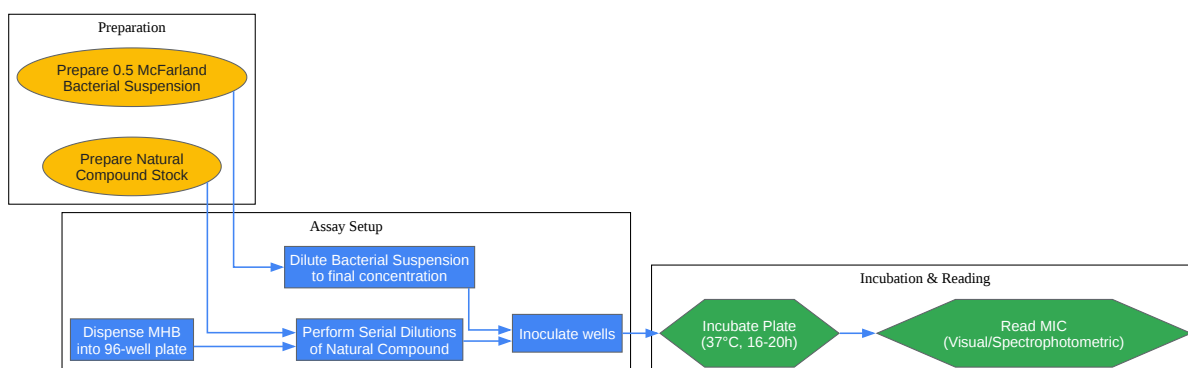 Preparation
Prepare 0.5 McFarland
Bacterial Suspension
Prepare Natural
Compound Stock
Assay Setup
Dilute Bacterial Suspension
to final concentration
Dispense MHB
into 96-well plate
Perform Serial Dilutions
of Natural Compound
Inoculate wells
Incubation & Reading
Incubate Plate
(37°C, 16-20h)
Read MIC
(Visual/Spectrophotometric)